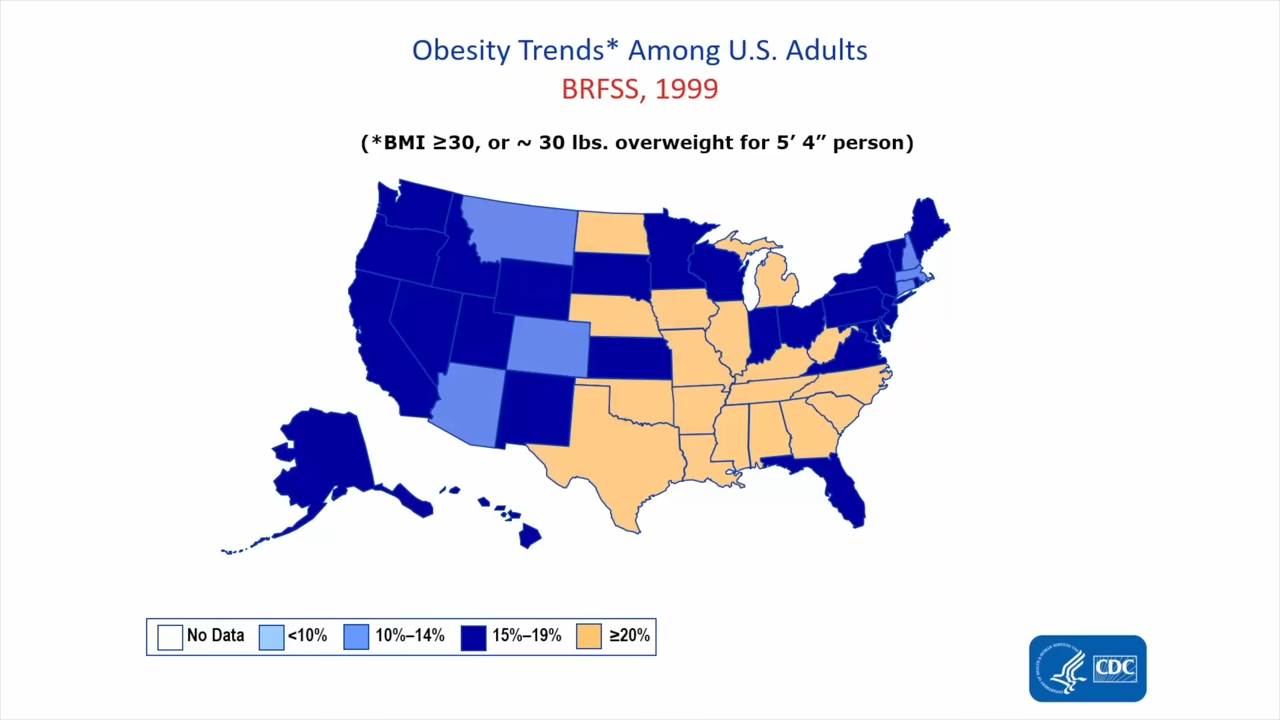 Obesity Trends* Among U.S. Adults
BRFSS, 1999
(*BMI ≥30, or ~ 30 lbs. overweight for 5′ 4″ person)
No Data <10% 10%–14% 15%–19% ≥20%
CDC